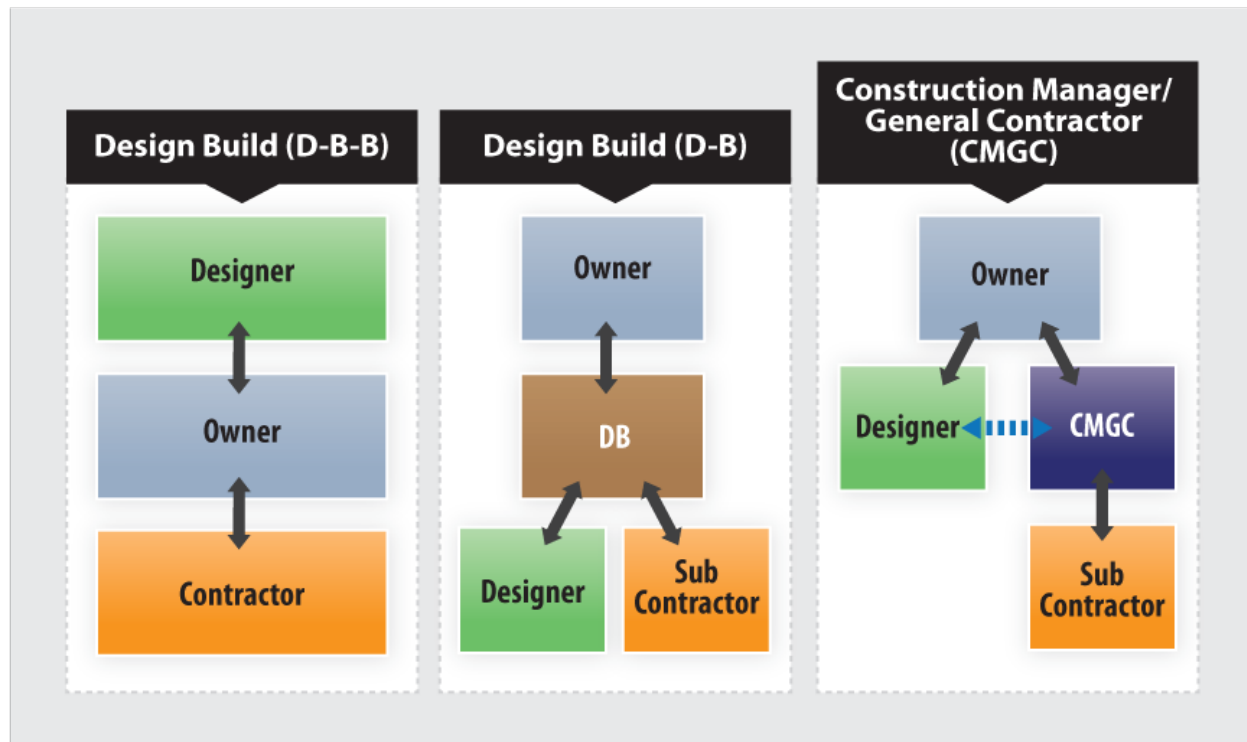 Design Build (D-B-B)
Designer
Owner
Contractor
Design Build (D-B)
Owner
DB
Designer
Sub
Contractor
Construction Manager/
General Contractor
(CMGC)
Owner
Designer
CMGC
Sub
Contractor